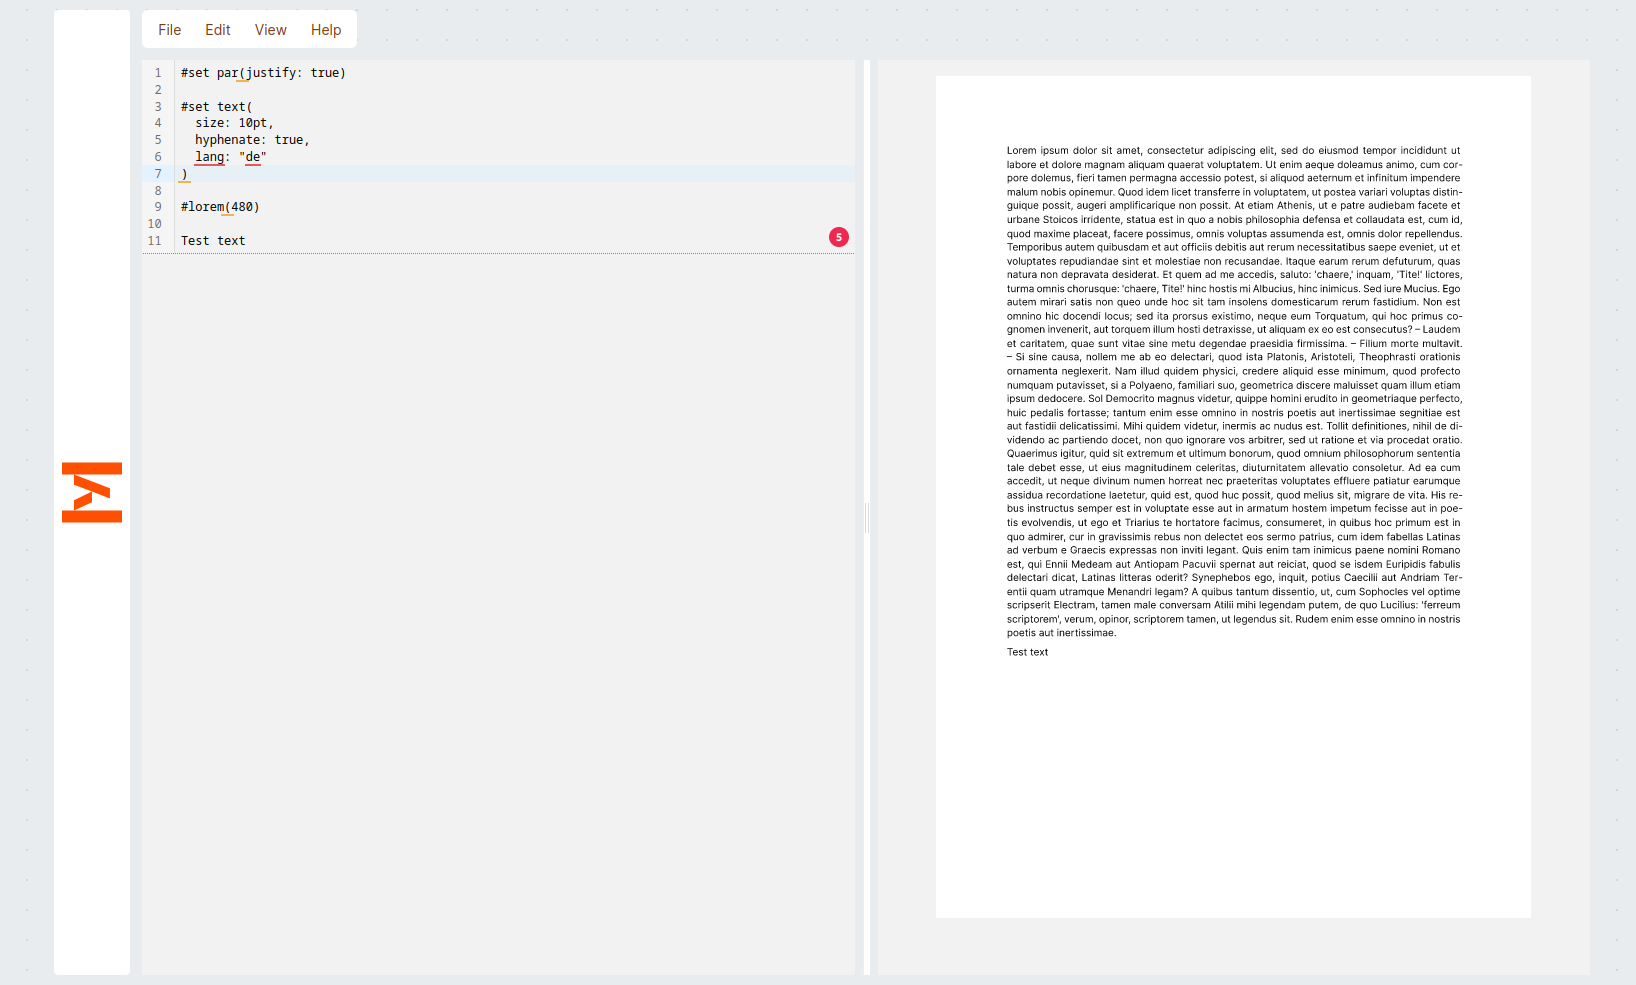 File Edit View Help
1 #set par(justify: true)
2
3 #set text(
4 size: 10pt,
5 hyphenate: true,
6 lang: "de"
7 )
8
9 #lorem(480)
10
11 Test text
5
Lorem ipsum dolor sit amet, consectetur adipiscing elit, sed do eiusmod tempor incididunt ut
labore et dolore magnam aliquam quaerat voluptatem. Ut enim aeque doleamus animo, cum cor-
pore dolemus, fieri tamen permagna accessio potest, si aliquod aeternum et infinitum impendere
malum nobis opinemur. Quod idem licet transferre in voluptatem, ut postea variari voluptas distin-
guique possit, augeri amplificarique non possit. At etiam Athenis, ut e patre audiebam facete et
urbane Stoicos irridente, statua est in quo a nobis philosophia defensa et collaudata est, cum id,
quod maxime placeat, facere possimus, omnis voluptas assumenda est, omnis dolor repellendus.
Temporibus autem quibusdam et aut officiis debitis aut rerum necessitatibus saepe eveniet, ut et
voluptates repudiandae sint et molestiae non recusandae. Itaque earum rerum defuturum, quas
natura non depravata desiderat. Et quem ad me accedis, saluto: 'chaere,' inquam, 'Tite!' lictores,
turma omnis chorusque: 'chaere, Tite!' hinc hostis mi Albucius, hinc inimicus. Sed iure Mucius. Ego
autem mirari satis non queo unde hoc sit tam insolens domesticarum rerum fastidium. Non est
omnino hic docendi locus; sed ita prorsus existimo, neque eum Torquatum, qui hoc primus co-
gnomen invenerit, aut torquem illum hosti detraxisse, ut aliquam ex eo est consecutus? – Laudem
et caritatem, quae sunt vitae sine metu degendae praesidia firmissima. – Filium morte multavit.
– Si sine causa, nollem me ab eo delectari, quod ista Platonis, Aristoteli, Theophrasti orationis
ornamenta neglexerit. Nam illud quidem physici, credere aliquid esse minimum, quod profecto
numquam putavisset, si a Polyaeno, familiari suo, geometrica discere maluisset quam illum etiam
ipsum dedocere. Sol Democrito magnus videtur, quippe homini erudito in geometriaque perfecto,
huic pedalis fortasse; tantum enim esse omnino in nostris poetis aut inertissimae segnitiae est
aut fastidii delicatissimi. Mihi quidem videtur, inermis ac nudus est. Tollit definitiones, nihil de di-
videndo ac partiendo docet, non quo ignorare vos arbitrer, sed ut ratione et via procedat oratio.
Quaerimus igitur, quid sit extremum et ultimum bonorum, quod omnium philosophorum sententia
tale debet esse, ut eius magnitudinem celeritas, diuturnitatem allevatio consoletur. Ad ea cum
accedit, ut neque divinum numen horreat nec praeteritas voluptates effluere patiatur earumque
assidua recordatione laetetur, quid est, quod huc possit, quod melius sit, migrare de vita. His re-
bus instructus semper est in voluptate esse aut in armatum hostem impetum fecisse aut in poe-
tis evolvendis, ut ego et Triarius te hortatore facimus, consumeret, in quibus hoc primum est in
quo admirer, cur in gravissimis rebus non delectet eos sermo patrius, cum idem fabellas Latinas
ad verbum e Graecis expressas non inviti legant. Quis enim tam inimicus paene nomini Romano
est, qui Ennii Medeam aut Antiopam Pacuvii spernat aut reiciat, quod se isdem Euripidis fabulis
delectari dicat, Latinas litteras oderit? Synephebos ego, inquit, potius Caecilii aut Andriam Ter-
entii quam utramque Menandri legam? A quibus tantum dissentio, ut, cum Sophocles vel optime
scripserit Electram, tamen male conversam Atilii mihi legendam putem, de quo Lucilius: 'ferreum
scriptorem', verum, opinor, scriptorem tamen, ut legendus sit. Rudem enim esse omnino in nostris
poetis aut inertissimae.
Test text